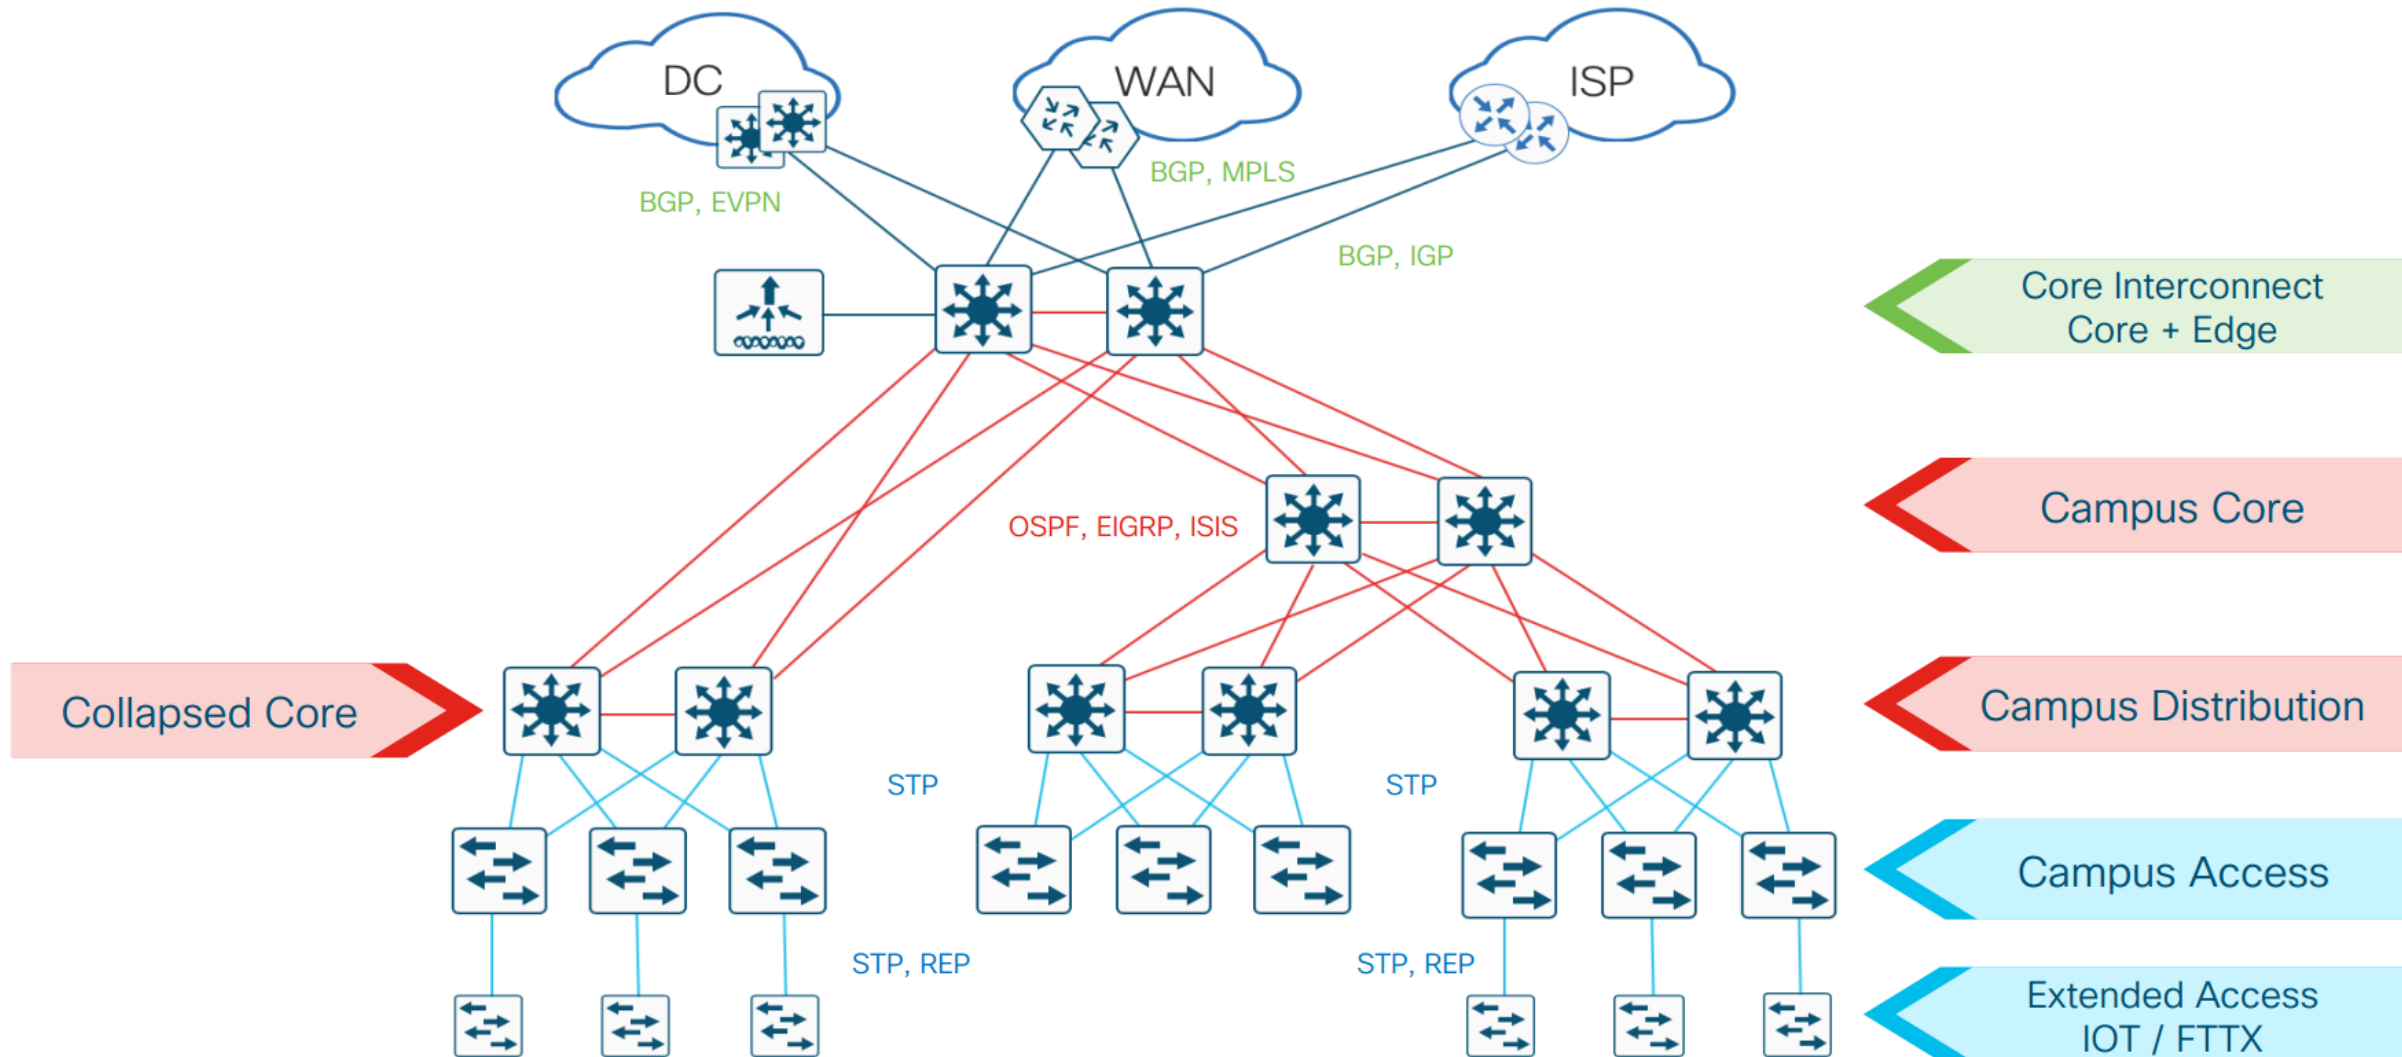 DC
WAN
ISP
BGP, MPLS
BGP, EVPN
BGP, IGP
Core Interconnect
Core + Edge
Campus Core
OSPF, EIGRP, ISIS
Collapsed Core
Campus Distribution
STP
STP
Campus Access
STP, REP
STP, REP
Extended Access
IOT / FTTX